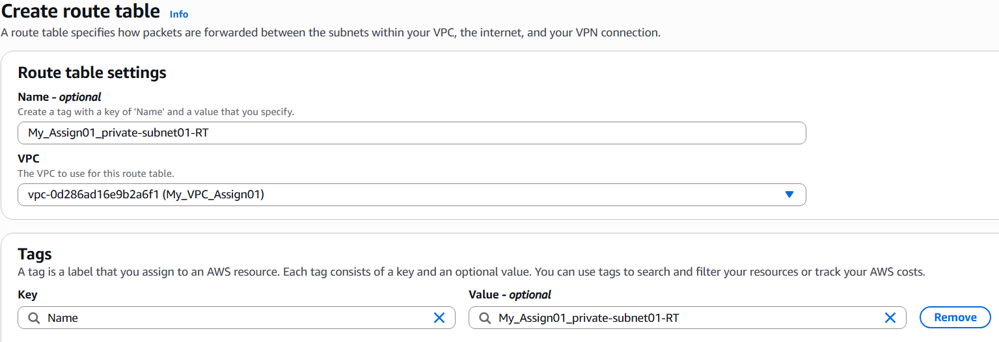 Create route table Info
A route table specifies how packets are forwarded between the subnets within your VPC, the internet, and your VPN connection.
Route table settings
Name - optional
Create a tag with a key of 'Name' and a value that you specify.
My_Assign01_private-subnet01-RT
VPC
The VPC to use for this route table.
vpc-0d286ad16e9b2a6f1 (My_VPC_Assign01)
Tags
A tag is a label that you assign to an AWS resource. Each tag consists of a key and an optional value. You can use tags to search and filter your resources or track your AWS costs.
Key Value - optional
Name My_Assign01_private-subnet01-RT Remove